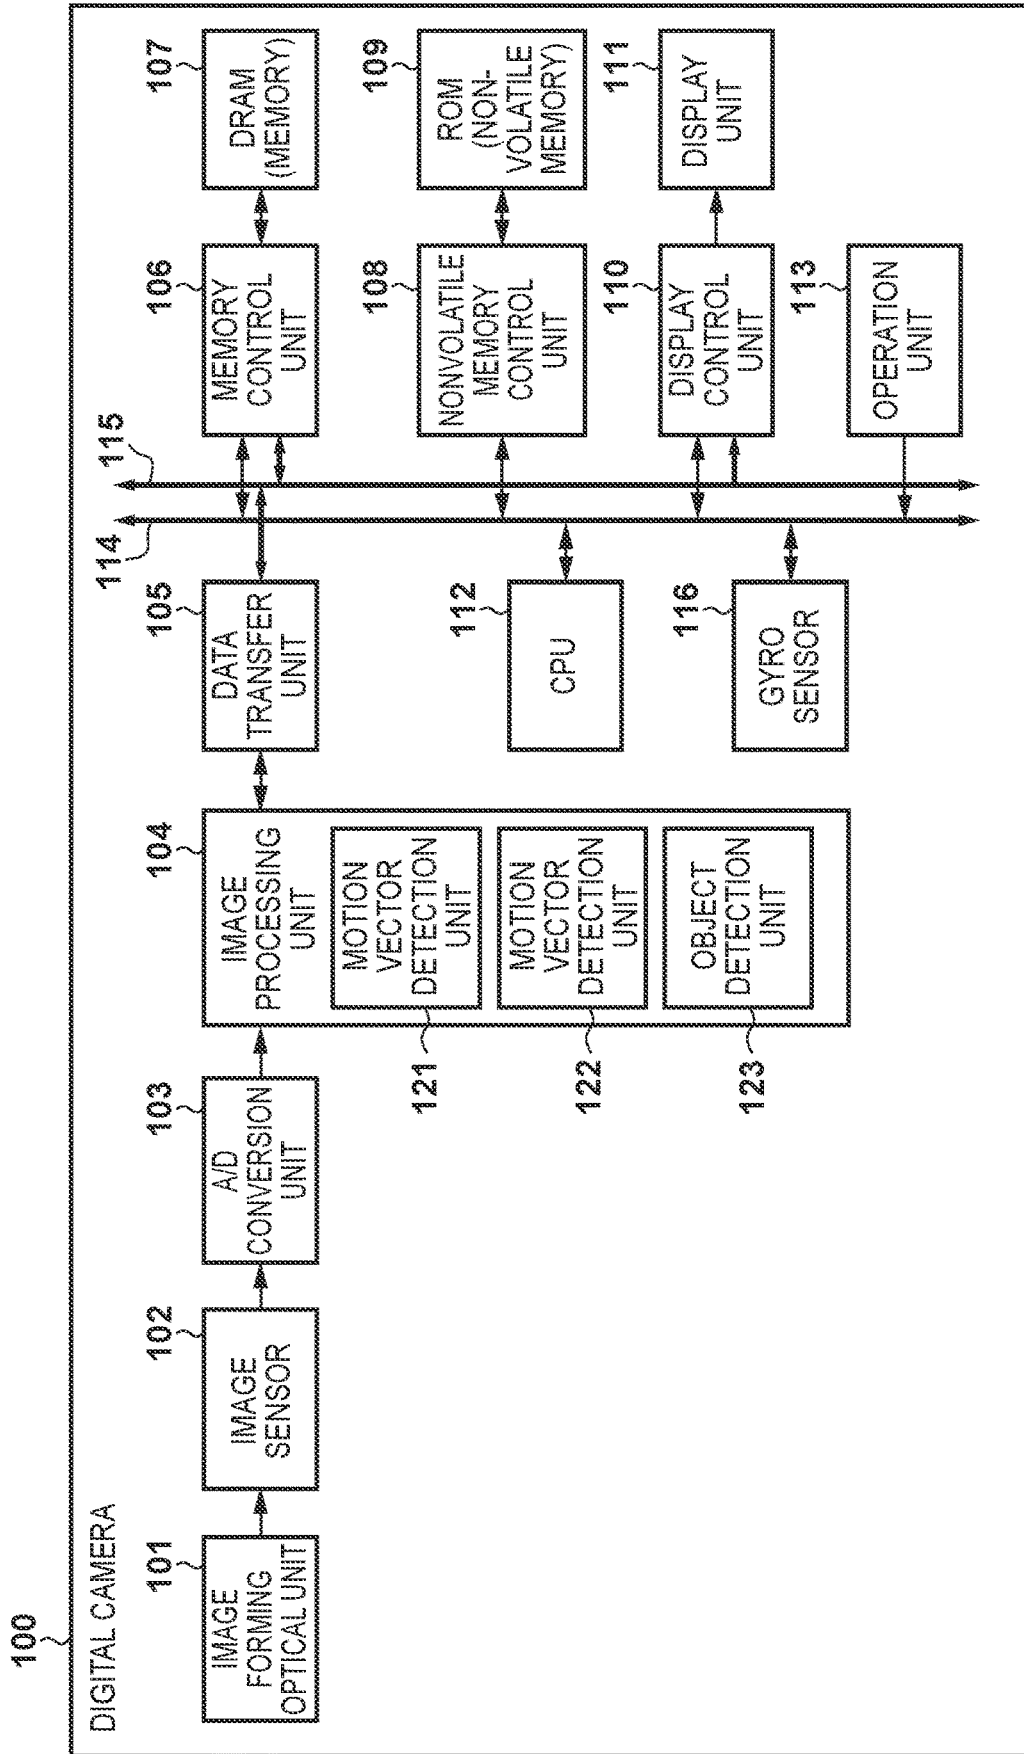 100
DIGITAL CAMERA
101
IMAGE
FORMING
OPTICAL UNIT
102
IMAGE
SENSOR
103
A/D
CONVERSION
UNIT
104
IMAGE
PROCESSING
UNIT
MOTION
VECTOR
DETECTION
UNIT
121
MOTION
VECTOR
DETECTION
UNIT
122
OBJECT
DETECTION
UNIT
123
105
DATA
TRANSFER
UNIT
112
CPU
116
GYRO
SENSOR
114
115
106
MEMORY
CONTROL
UNIT
107
DRAM
(MEMORY)
108
NONVOLATILE
MEMORY
CONTROL
UNIT
109
ROM
(NON-
VOLATILE
MEMORY)
110
DISPLAY
CONTROL
UNIT
111
DISPLAY
UNIT
113
OPERATION
UNIT